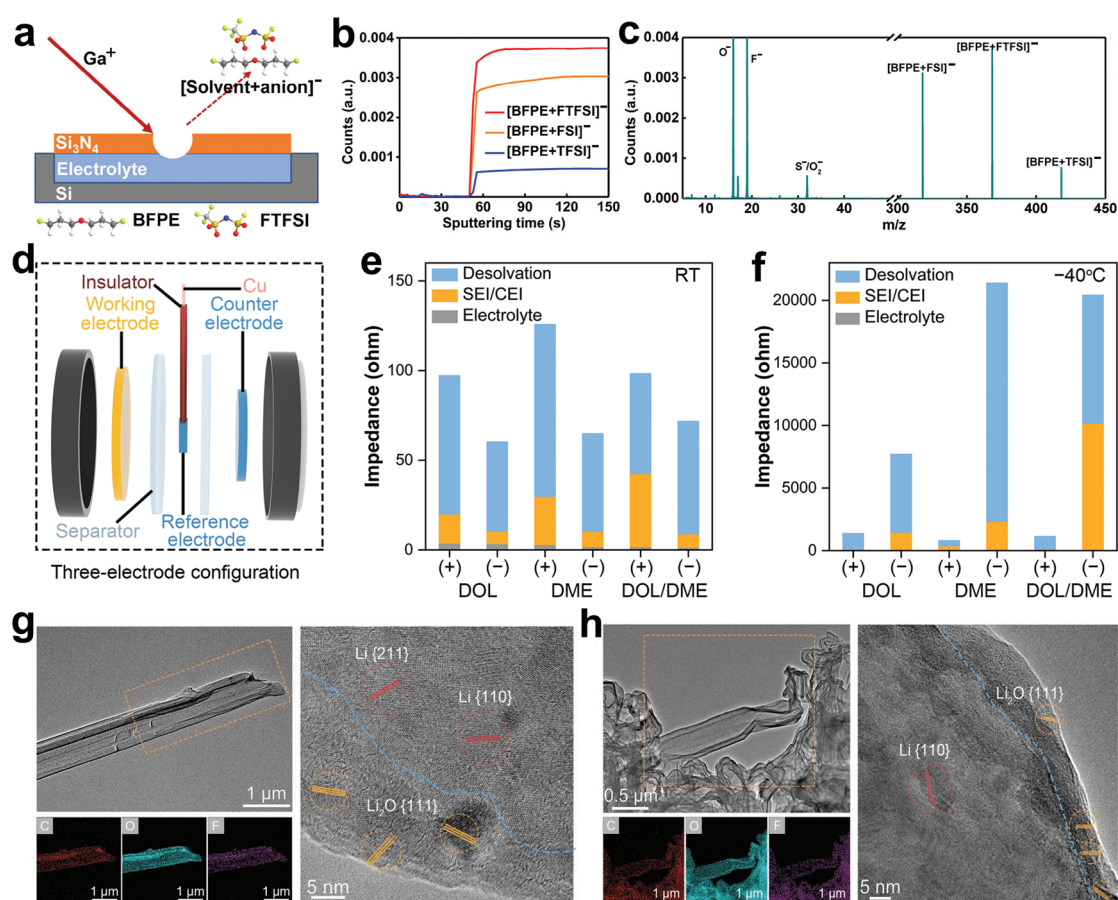 a
Ga⁺
[Solvent+anion]⁻
Si₃N₄
Electrolyte
Si
BFPE
FTFSI
b
Counts (a.u.)
0.004
0.003
0.002
0.001
[BFPE+FTFSI]⁻
[BFPE+FSI]⁻
[BFPE+TFSI]⁻
0 30 60 90 120 150
Sputtering time (s)
c
Counts (a.u.)
0.004
0.003
0.002
0.001
0.000
O⁻
F⁻
S⁻/O₂⁻
[BFPE+FSI]⁻
[BFPE+FTFSI]⁻
[BFPE+TFSI]⁻
10 20 30 40 300 350 400 450
m/z
d
Insulator
Cu
Working
electrode
Counter
electrode
Separator
Reference
electrode
Three-electrode configuration
e
RT
Desolvation
SEI/CEI
Electrolyte
Impedance (ohm)
150
100
50
0
(+) (−) (+) (−) (+) (−)
DOL DME DOL/DME
f
−40°C
Desolvation
SEI/CEI
Electrolyte
Impedance (ohm)
20000
15000
10000
5000
0
(+) (−) (+) (−) (+) (−)
DOL DME DOL/DME
g
1 μm
C
1 μm
O
1 μm
F
1 μm
Li {211}
Li {110}
Li₂O {111}
5 nm
h
0.5 μm
C
1 μm
O
1 μm
F
1 μm
Li₂O {111}
Li {110}
5 nm